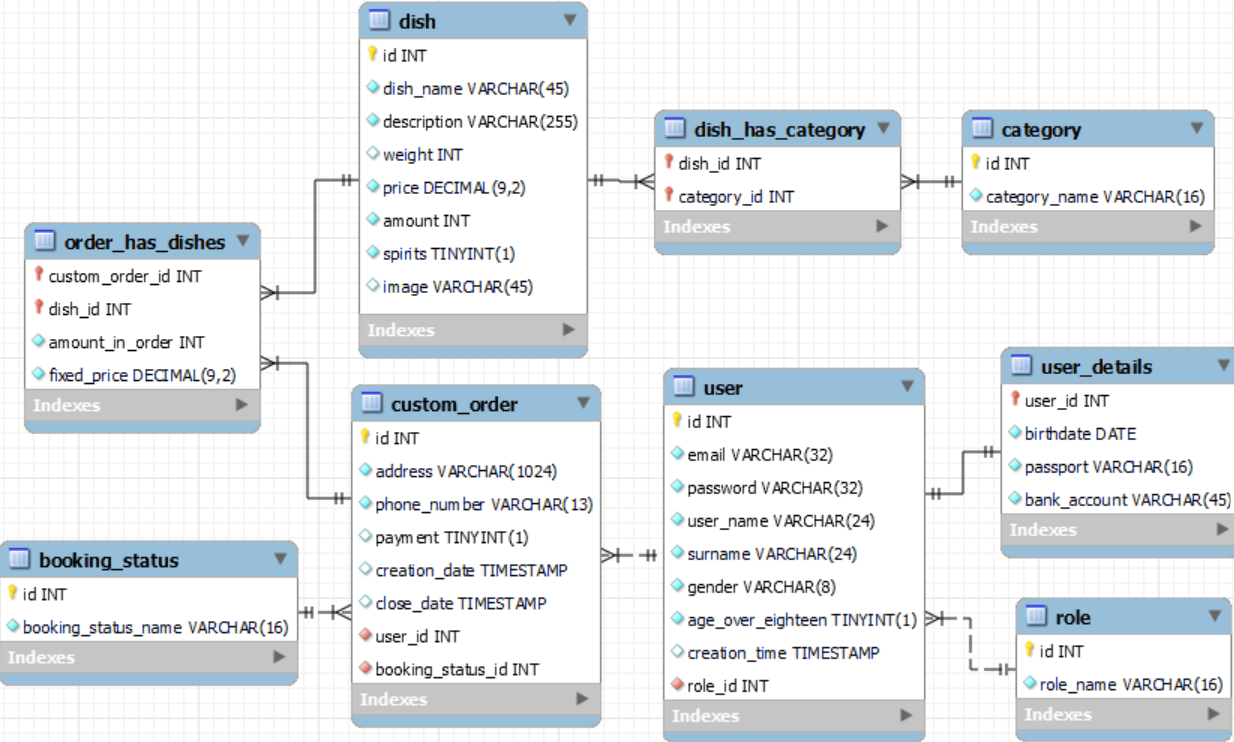 dish
id INT
dish_name VARCHAR(45)
description VARCHAR(255)
weight INT
price DECIMAL(9,2)
amount INT
spirits TINYINT(1)
image VARCHAR(45)
Indexes
dish_has_category
dish_id INT
category_id INT
Indexes
category
id INT
category_name VARCHAR(16)
Indexes
order_has_dishes
custom_order_id INT
dish_id INT
amount_in_order INT
fixed_price DECIMAL(9,2)
Indexes
custom_order
id INT
address VARCHAR(1024)
phone_number VARCHAR(13)
payment TINYINT(1)
creation_date TIMESTAMP
close_date TIMESTAMP
user_id INT
booking_status_id INT
Indexes
user
id INT
email VARCHAR(32)
password VARCHAR(32)
user_name VARCHAR(24)
surname VARCHAR(24)
gender VARCHAR(8)
age_over_eighteen TINYINT(1)
creation_time TIMESTAMP
role_id INT
Indexes
user_details
user_id INT
birthdate DATE
passport VARCHAR(16)
bank_account VARCHAR(45)
Indexes
booking_status
id INT
booking_status_name VARCHAR(16)
Indexes
role
id INT
role_name VARCHAR(16)
Indexes